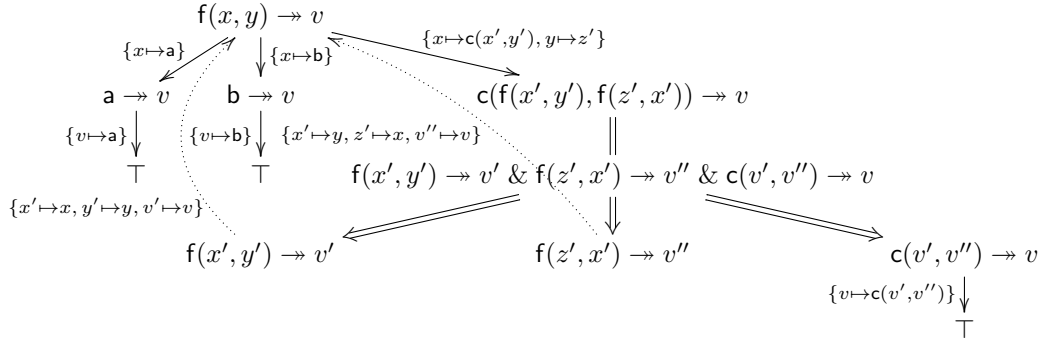 f(x, y) ↠ v
{x↦a} {x↦b} {x↦c(x′,y′), y↦z′}
a ↠ v b ↠ v c(f(x′, y′), f(z′, x′)) ↠ v
{v↦a} {v↦b} {x′↦y, z′↦x, v′′↦v}
⊤ ⊤ f(x′, y′) ↠ v′ & f(z′, x′) ↠ v′′ & c(v′, v′′) ↠ v
{x′↦x, y′↦y, v′↦v}
f(x′, y′) ↠ v′ f(z′, x′) ↠ v′′ c(v′, v′′) ↠ v
{v↦c(v′,v′′)}
⊤